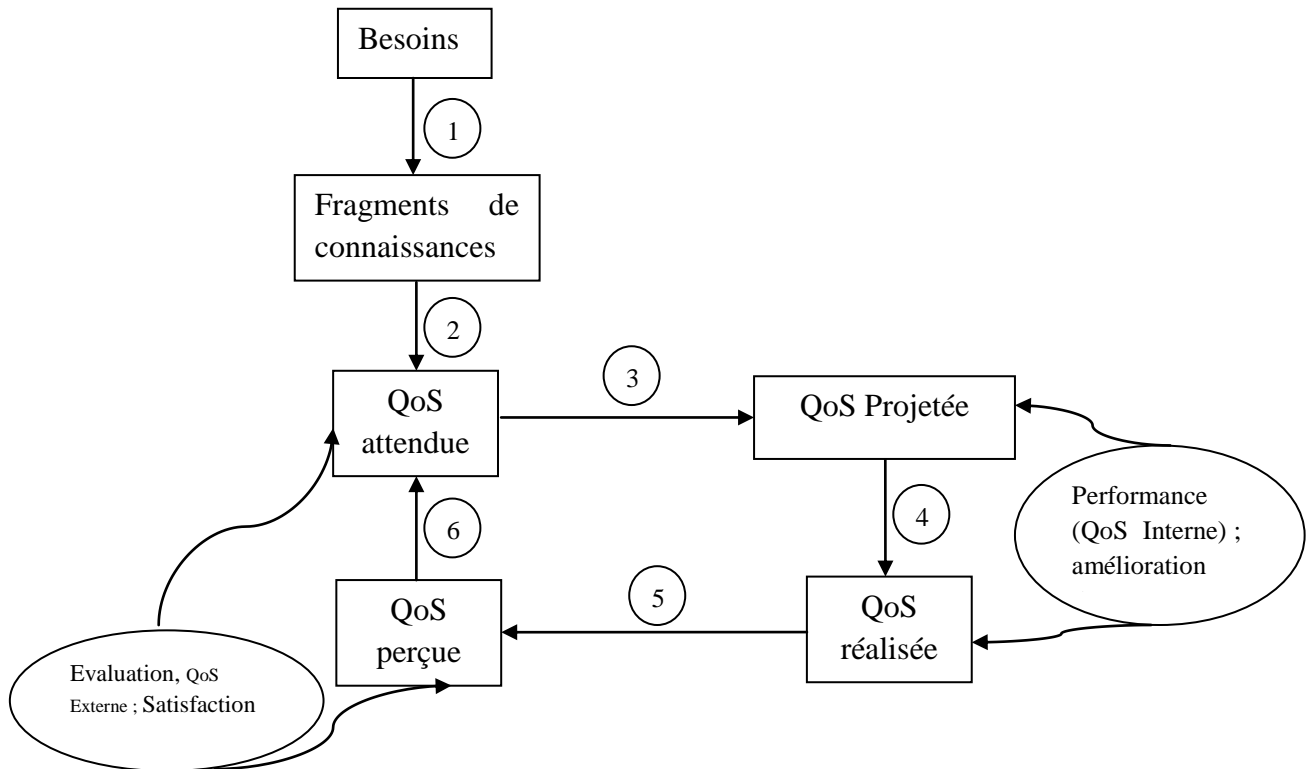 Besoins
1
Fragments de
connaissances
2
QoS
attendue
3
QoS Projetée
4
Performance
(QoS Interne) ;
amélioration
QoS
réalisée
5
QoS
perçue
6
Evaluation, QoS
Externe ; Satisfaction